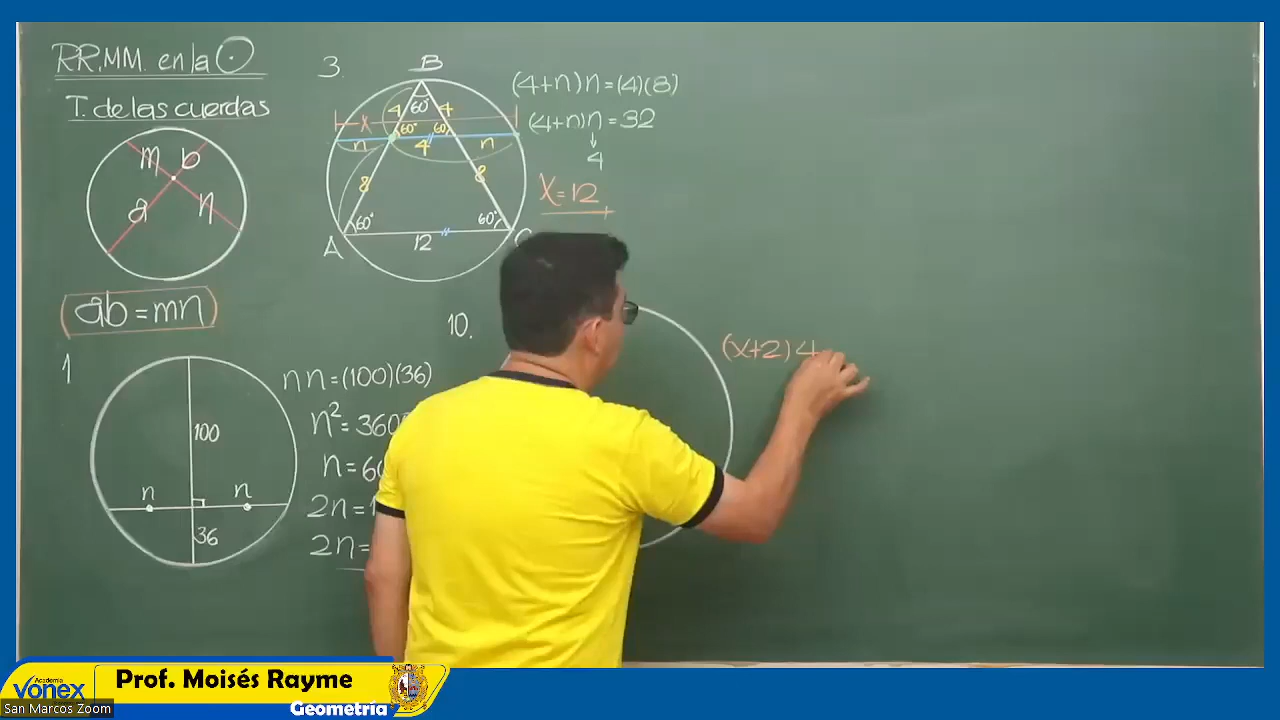 RR.MM. en la
T. de las cuerdas
m b
a n
ab = mn
1
100
n n
36
nn = (100)(36)
n² = 360
n = 60
2n = 1
2n =
3.
B
4 60° 4
X 60° 60°
n 4 n
8 8
60° 60°
A 12 C
(4+n)n = (4)(8)
(4+n)n = 32
4
X = 12
10.
(x+2)4
Academia
Vonex
San Marcos Zoom
Prof. Moisés Rayme
Geometría